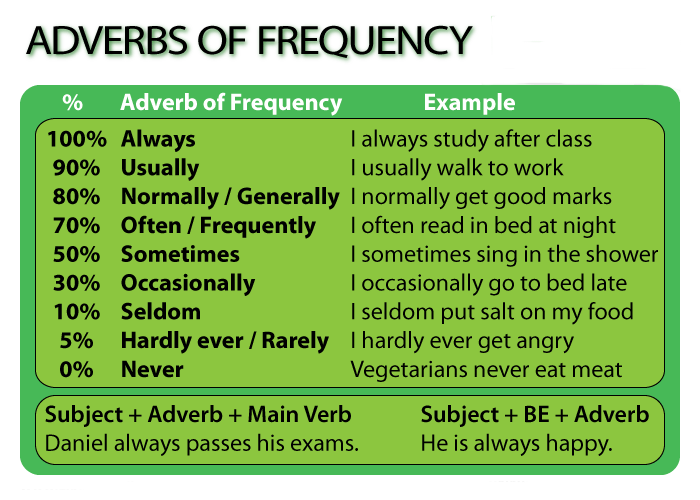 ADVERBS OF FREQUENCY
% Adverb of Frequency Example
100% Always I always study after class
90% Usually I usually walk to work
80% Normally / Generally I normally get good marks
70% Often / Frequently I often read in bed at night
50% Sometimes I sometimes sing in the shower
30% Occasionally I occasionally go to bed late
10% Seldom I seldom put salt on my food
5% Hardly ever / Rarely I hardly ever get angry
0% Never Vegetarians never eat meat
Subject + Adverb + Main Verb Subject + BE + Adverb
Daniel always passes his exams. He is always happy.